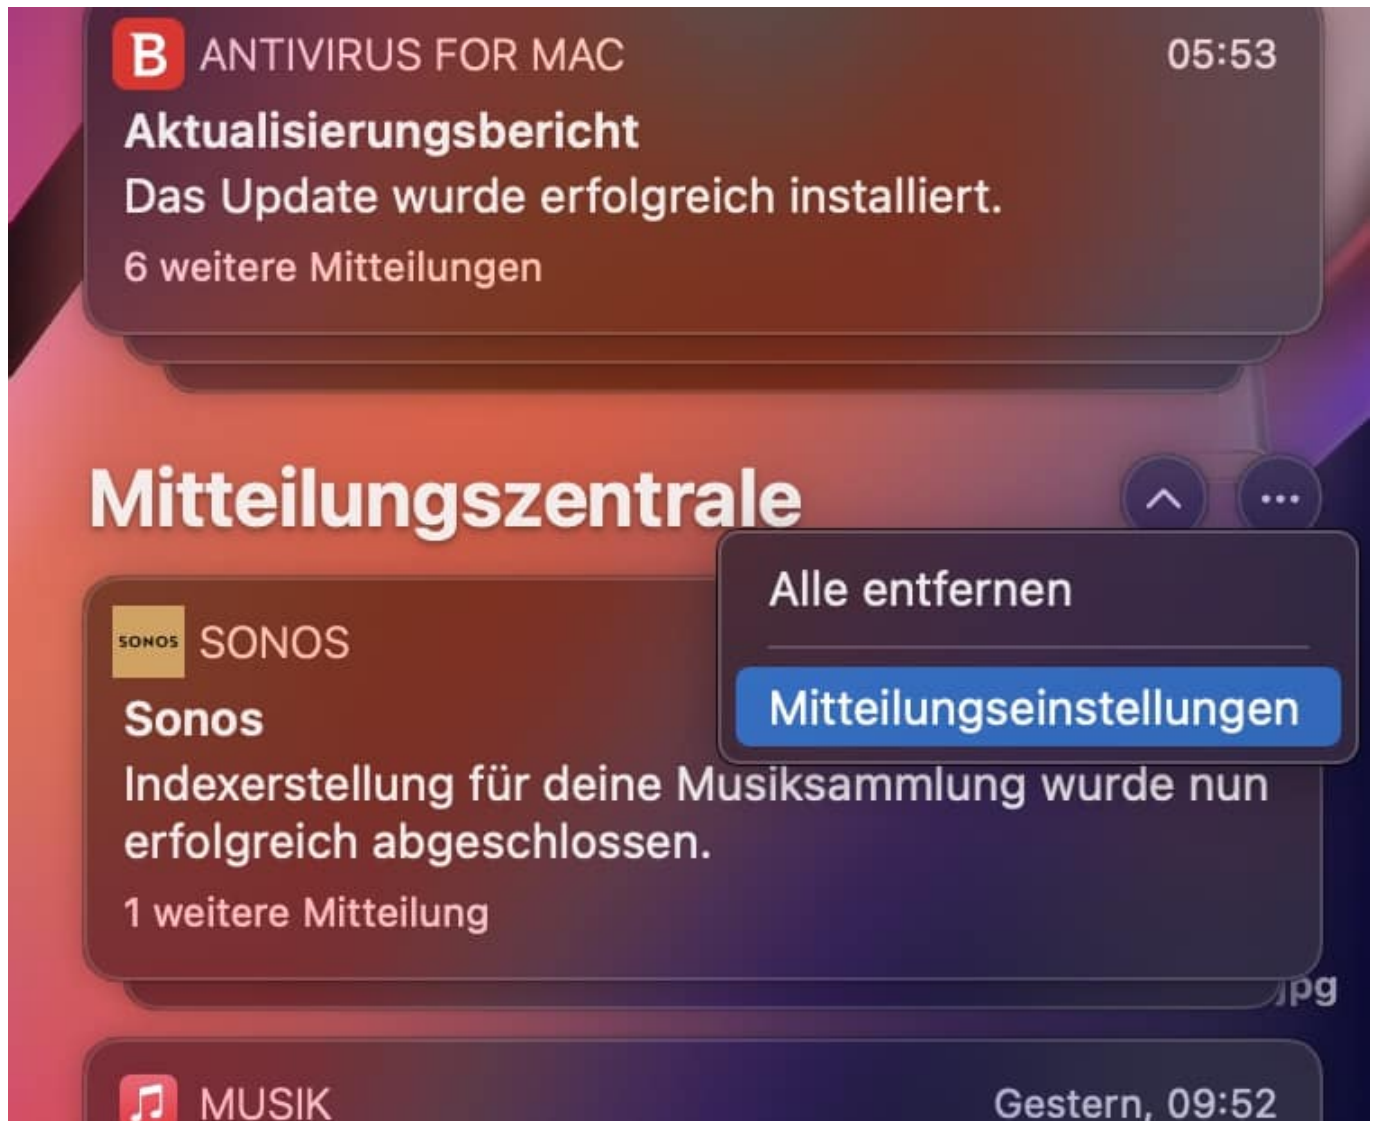 B ANTIVIRUS FOR MAC 05:53
Aktualisierungsbericht
Das Update wurde erfolgreich installiert.
6 weitere Mitteilungen
Mitteilungszentrale
Alle entfernen
SONOS SONOS
Mitteilungseinstellungen
Sonos
Indexerstellung für deine Musiksammlung wurde nun
erfolgreich abgeschlossen.
1 weitere Mitteilung
jpg
MUSIK Gestern, 09:52